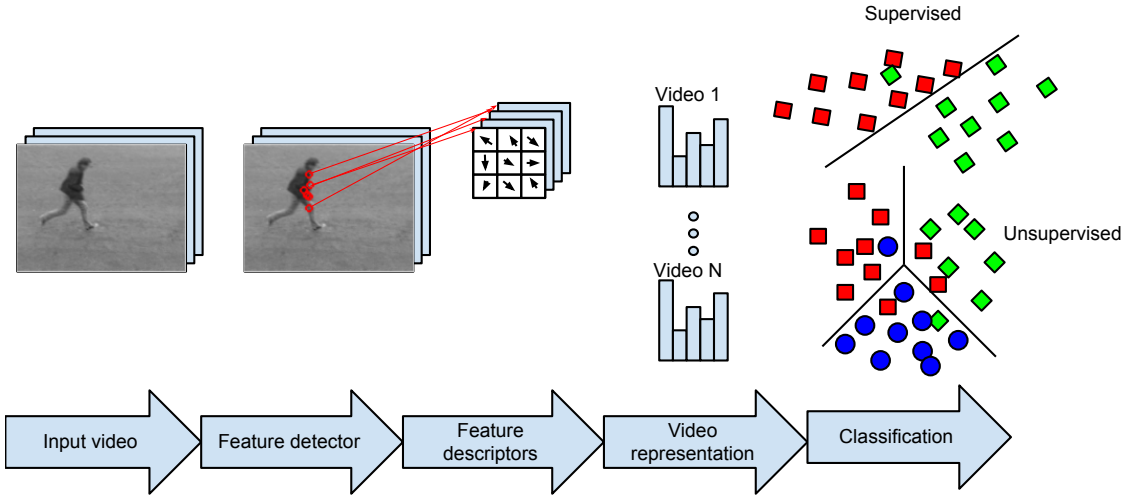 Supervised
Video 1
Unsupervised
Video N
Input video
Feature detector
Feature
descriptors
Video
representation
Classification